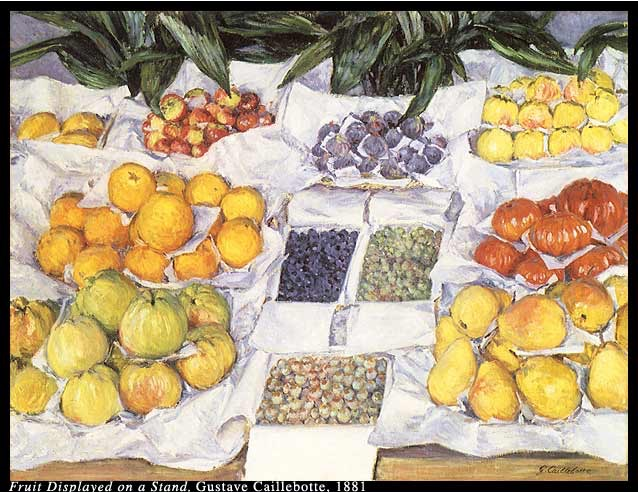 G. Caillebotte
Fruit Displayed on a Stand, Gustave Caillebotte, 1881